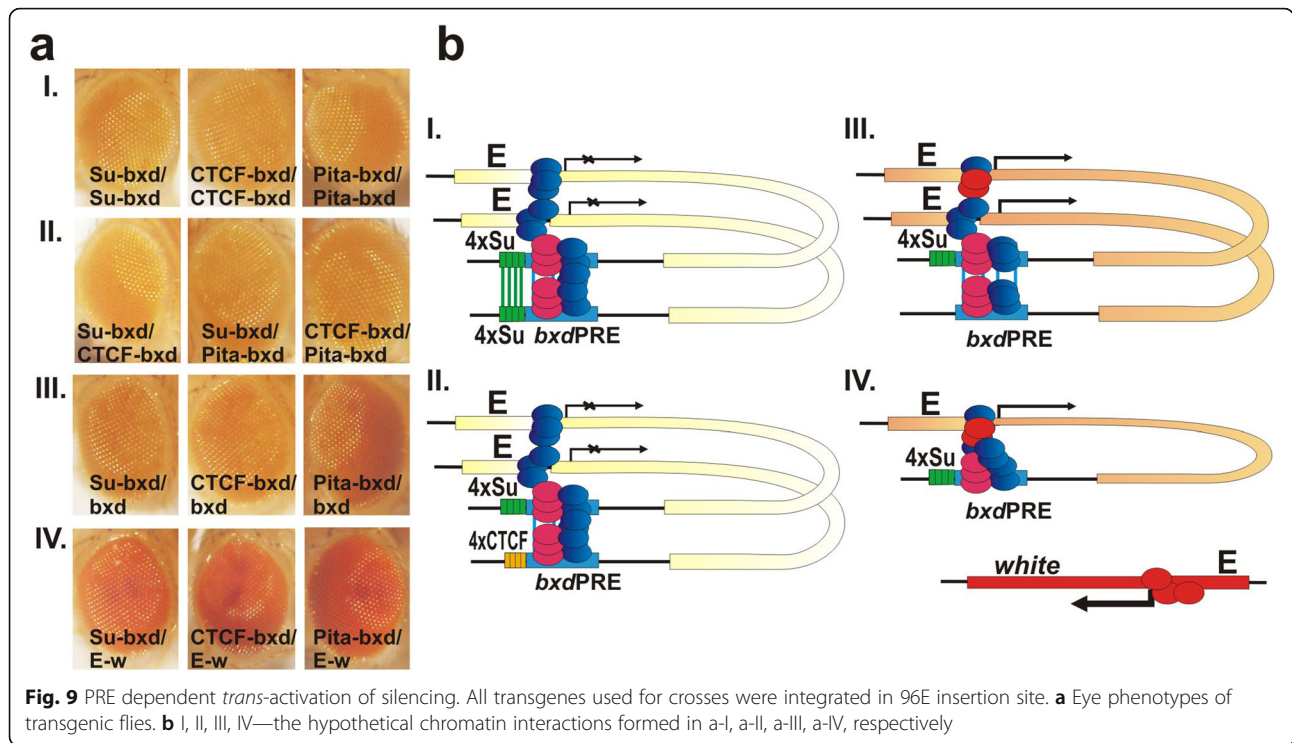 a
I.
Su-bxd/
Su-bxd
CTCF-bxd/
CTCF-bxd
Pita-bxd/
Pita-bxd
II.
Su-bxd/
CTCF-bxd
Su-bxd/
Pita-bxd
CTCF-bxd/
Pita-bxd
III.
Su-bxd/
bxd
CTCF-bxd/
bxd
Pita-bxd/
bxd
IV.
Su-bxd/
E-w
CTCF-bxd/
E-w
Pita-bxd/
E-w
b
I.
E
E
4xSu
4xSu
bxdPRE
II.
E
E
4xSu
4xCTCF
bxdPRE
III.
E
E
4xSu
bxdPRE
IV.
E
4xSu
bxdPRE
white
E
Fig. 9 PRE dependent trans-activation of silencing. All transgenes used for crosses were integrated in 96E insertion site. a Eye phenotypes of
transgenic flies. b I, II, III, IV—the hypothetical chromatin interactions formed in a-I, a-II, a-III, a-IV, respectively